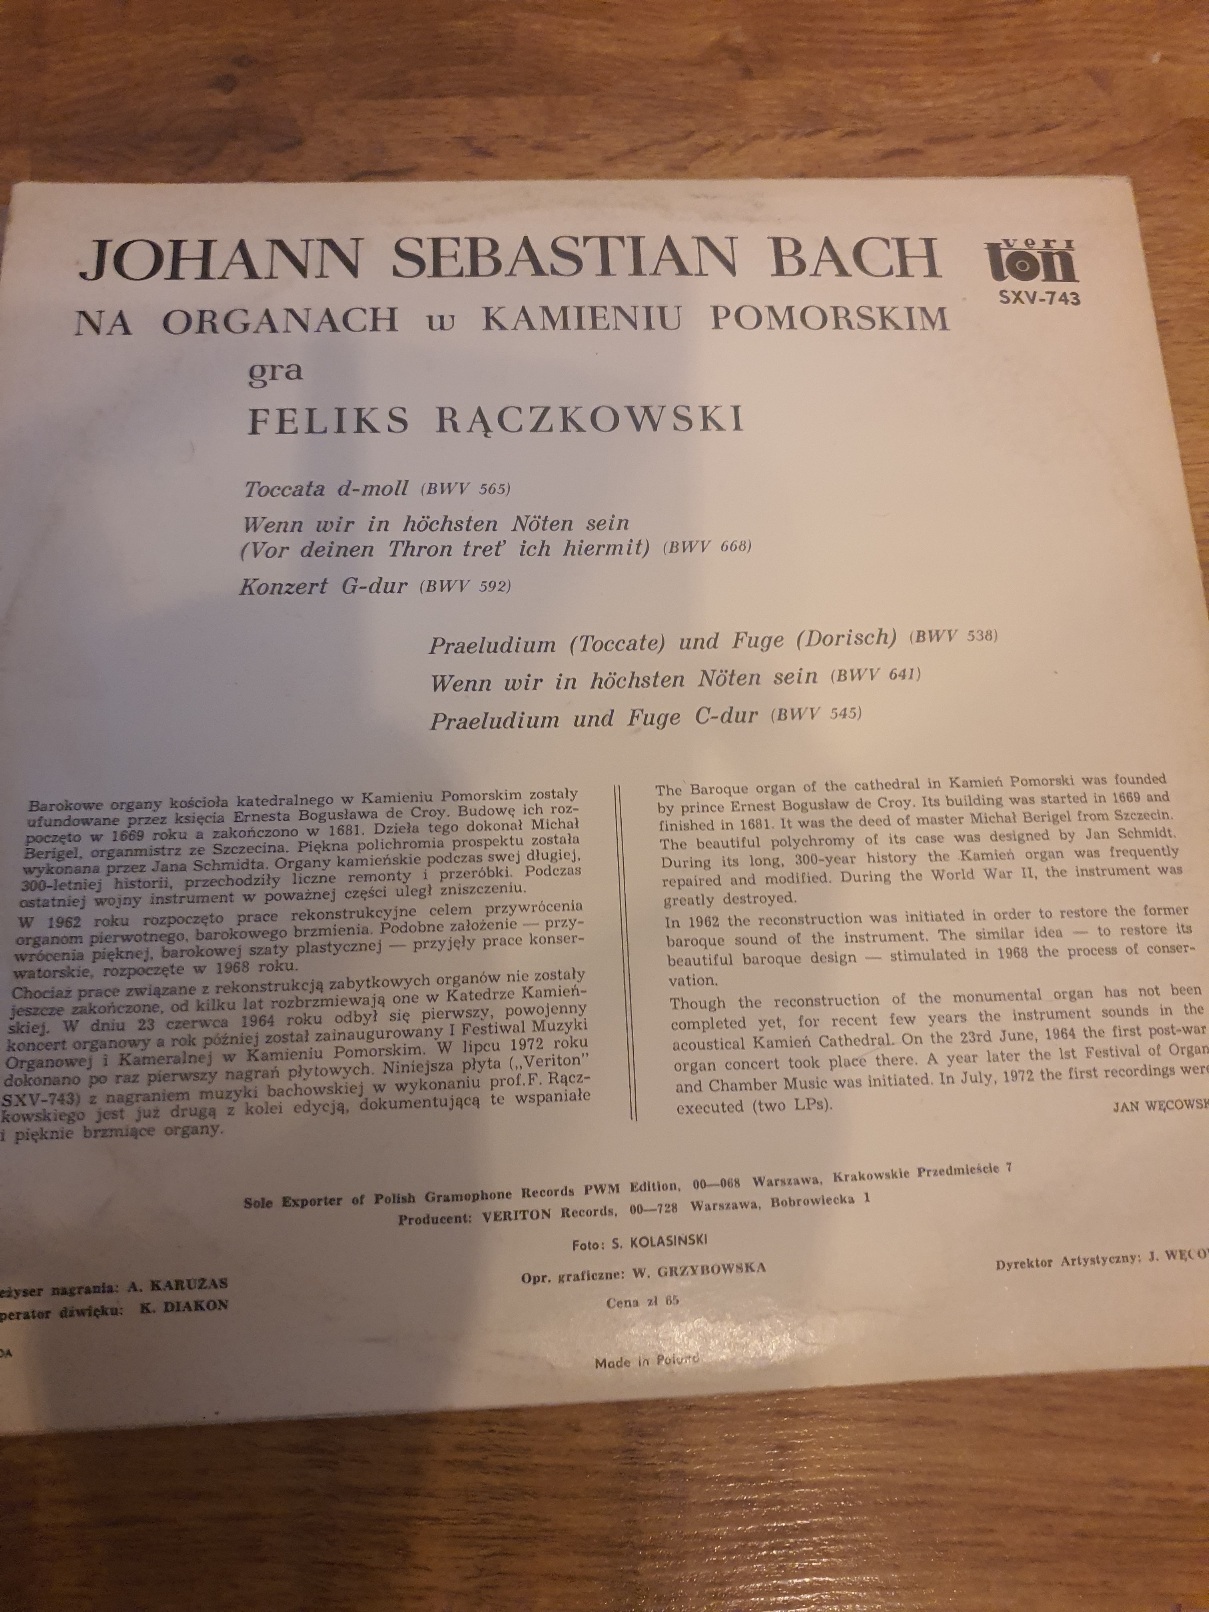 JOHANN SEBASTIAN BACH
veri
ton
SXV-743
NA ORGANACH w KAMIENIU POMORSKIM
gra
FELIKS RĄCZKOWSKI
Toccata d-moll (BWV 565)
Wenn wir in höchsten Nöten sein
(Vor deinen Thron tret' ich hiermit) (BWV 668)
Konzert G-dur (BWV 592)
Praeludium (Toccate) und Fuge (Dorisch) (BWV 538)
Wenn wir in höchsten Nöten sein (BWV 641)
Praeludium und Fuge C-dur (BWV 545)
Barokowe organy kościoła katedralnego w Kamieniu Pomorskim zostały
ufundowane przez księcia Ernesta Bogusława de Croy. Budowę ich roz-
poczęto w 1669 roku a zakończono w 1681. Dzieła tego dokonał Michał
Berigel, organmistrz ze Szczecina. Piękna polichromia prospektu została
wykonana przez Jana Schmidta. Organy kamieńskie podczas swej długiej,
300-letniej historii, przechodziły liczne remonty i przeróbki. Podczas
ostatniej wojny instrument w poważnej części uległ zniszczeniu.
W 1962 roku rozpoczęto prace rekonstrukcyjne celem przywrócenia
organom pierwotnego, barokowego brzmienia. Podobne założenie — przy-
wrócenia pięknej, barokowej szaty plastycznej — przyjęły prace konser-
watorskie, rozpoczęte w 1968 roku.
Chociaż prace związane z rekonstrukcją zabytkowych organów nie zostały
jeszcze zakończone, od kilku lat rozbrzmiewają one w Katedrze Kamień-
skiej. W dniu 23 czerwca 1964 roku odbył się pierwszy, powojenny
koncert organowy a rok później został zainaugurowany I Festiwal Muzyki
Organowej i Kameralnej w Kamieniu Pomorskim. W lipcu 1972 roku
dokonano po raz pierwszy nagrań płytowych. Niniejsza płyta („Veriton"
SXV-743) z nagraniem muzyki bachowskiej w wykonaniu prof. F. Rącz-
kowskiego jest już drugą z kolei edycją, dokumentującą te wspaniałe
i pięknie brzmiące organy.
The Baroque organ of the cathedral in Kamień Pomorski was founded
by prince Ernest Bogusław de Croy. Its building was started in 1669 and
finished in 1681. It was the deed of master Michał Berigel from Szczecin.
The beautiful polychromy of its case was designed by Jan Schmidt.
During its long, 300-year history the Kamień organ was frequently
repaired and modified. During the World War II, the instrument was
greatly destroyed.
In 1962 the reconstruction was initiated in order to restore the former
baroque sound of the instrument. The similar idea — to restore its
beautiful baroque design — stimulated in 1968 the process of conser-
vation.
Though the reconstruction of the monumental organ has not been
completed yet, for recent few years the instrument sounds in the
acoustical Kamień Cathedral. On the 23rd June, 1964 the first post-war
organ concert took place there. A year later the 1st Festival of Organ
and Chamber Music was initiated. In July, 1972 the first recordings were
executed (two LPs).
JAN WĘCOWSK
Sole Exporter of Polish Gramophone Records PWM Edition, 00—068 Warszawa, Krakowskie Przedmieście 7
Producent: VERITON Records, 00—728 Warszawa, Bobrowiecka 1
Foto: S. KOLASINSKI
Opr. graficzne: W. GRZYBOWSKA
Dyrektor Artystyczny: J. WĘCOW
eżyser nagrania: A. KARUŻAS
perator dźwięku: K. DIAKON
Cena zł 65
DA
Made in Poland